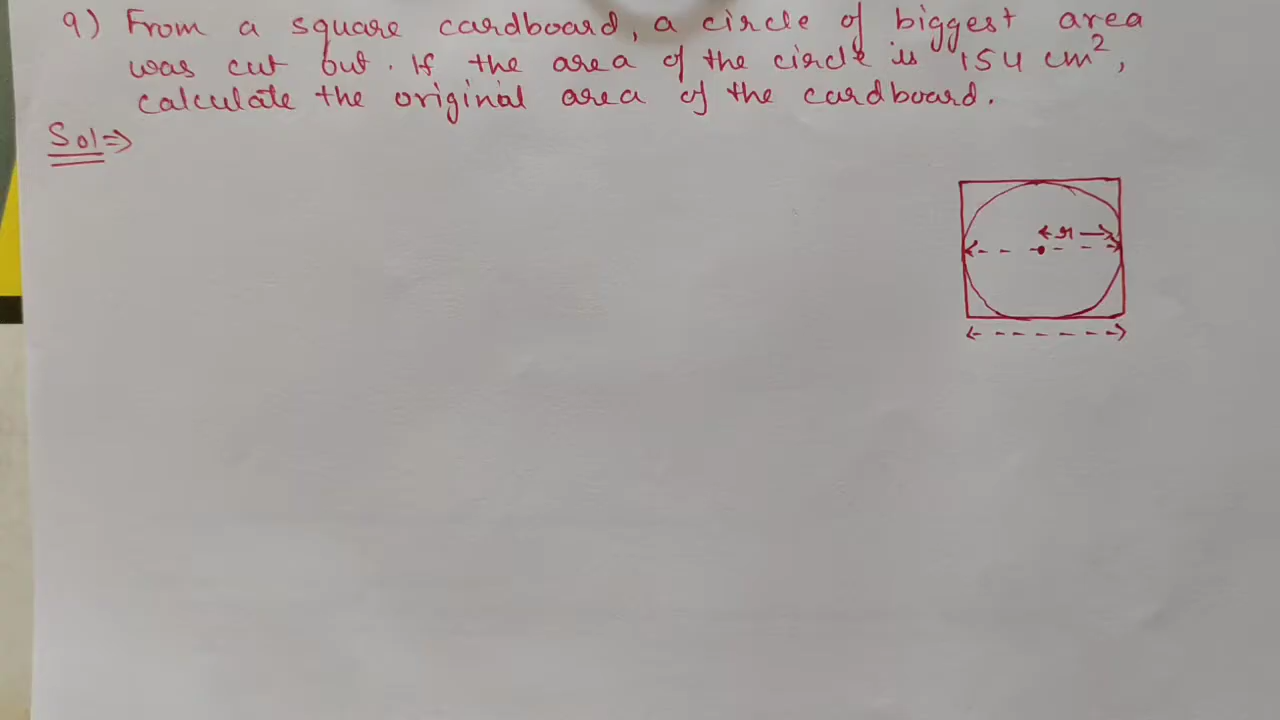 9) From a square cardboard, a circle of biggest area
was cut out. If the area of the circle is 154 cm²,
calculate the original area of the cardboard.
Sol⇒
r